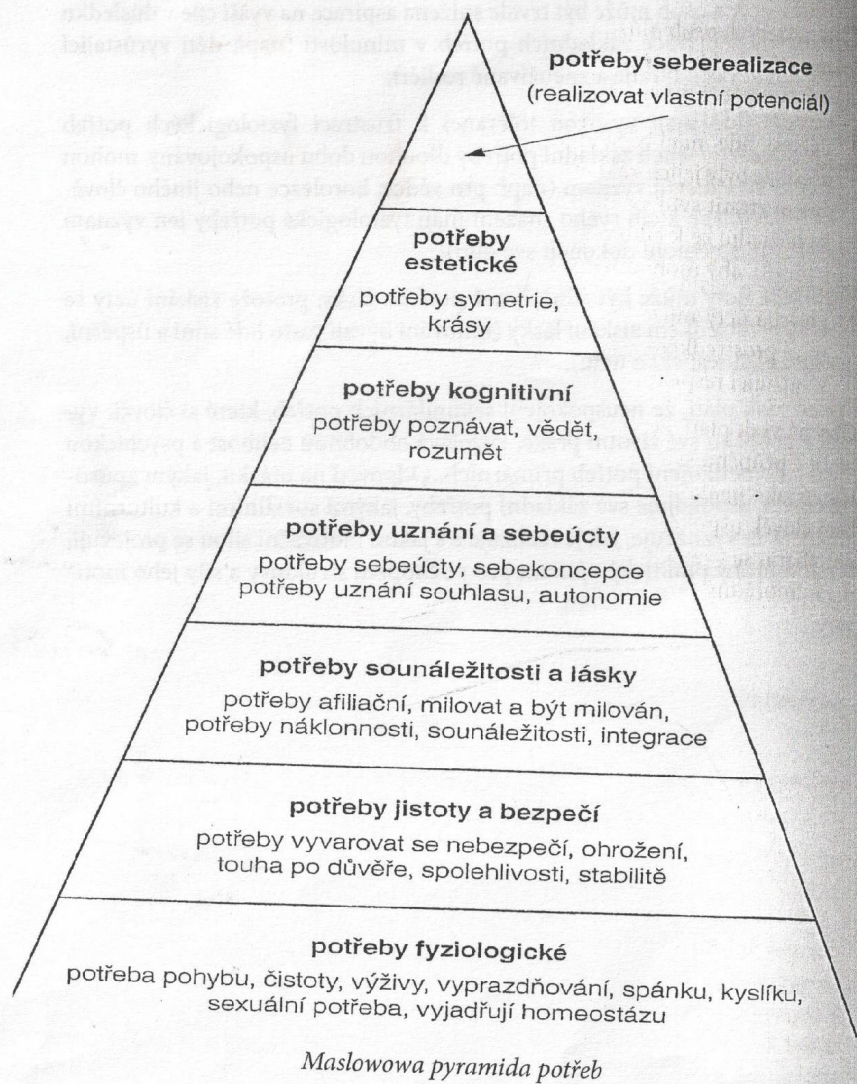 potřeby seberealizace
(realizovat vlastní potenciál)
potřeby
estetické
potřeby symetrie,
krásy
potřeby kognitivní
potřeby poznávat, vědět,
rozumět
potřeby uznání a sebeúcty
potřeby sebeúcty, sebekoncepce
potřeby uznání souhlasu, autonomie
potřeby sounáležitosti a lásky
potřeby afiliační, milovat a být milován,
potřeby náklonnosti, sounáležitosti, integrace
potřeby jistoty a bezpečí
potřeby vyvarovat se nebezpečí, ohrožení,
touha po důvěře, spolehlivosti, stabilitě
potřeby fyziologické
potřeba pohybu, čistoty, výživy, vyprazdňování, spánku, kyslíku,
sexuální potřeba, vyjadřují homeostázu
Maslowowa pyramida potřeb